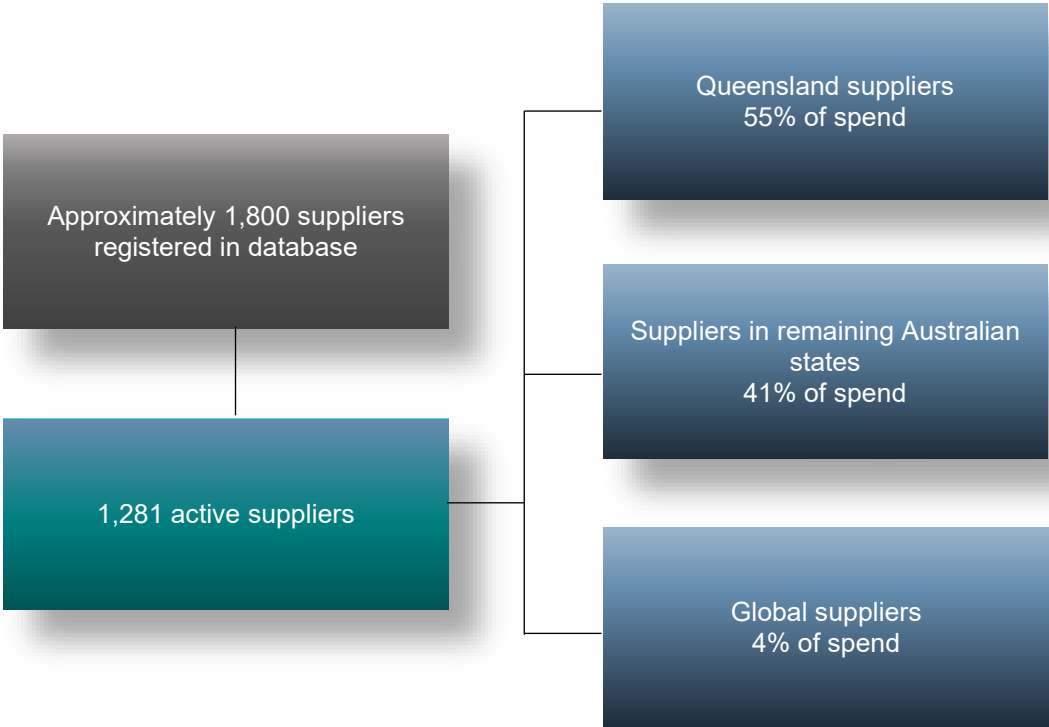 Approximately 1,800 suppliers
registered in database
1,281 active suppliers
Queensland suppliers
55% of spend
Suppliers in remaining Australian
states
41% of spend
Global suppliers
4% of spend